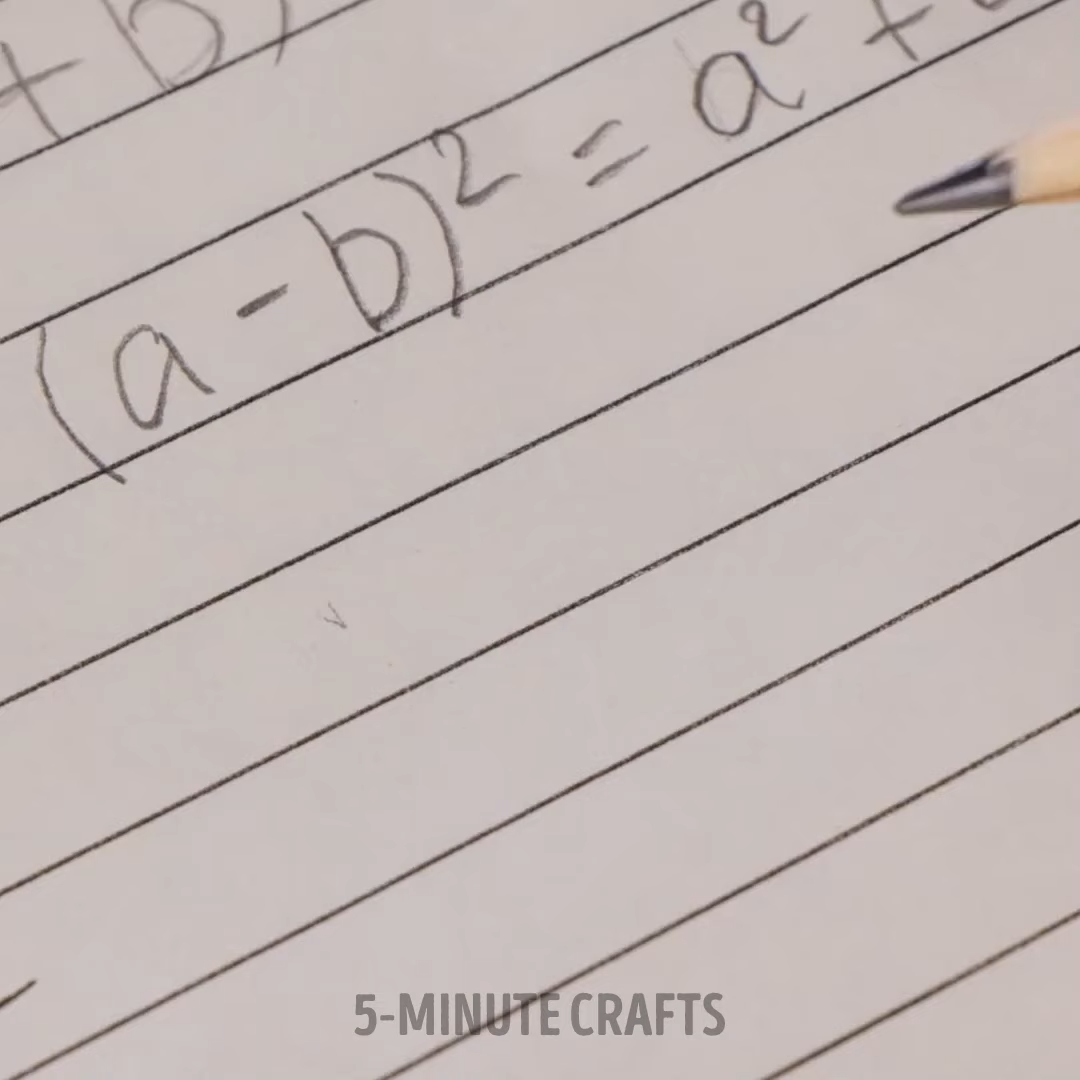 + b)
(a - b)² = a² +
5-MINUTE CRAFTS